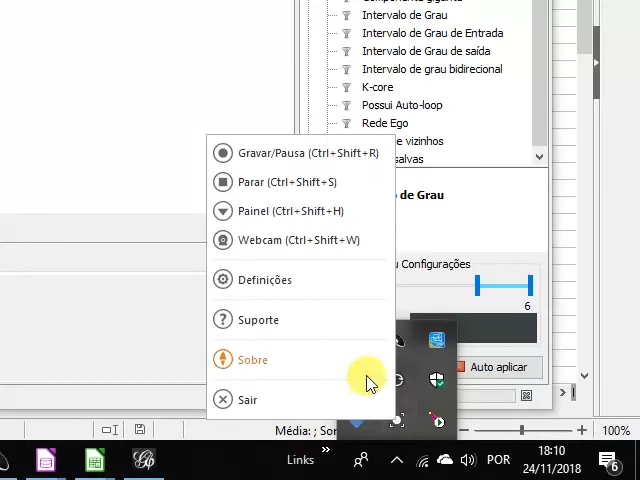 Intervalo de Grau
Intervalo de Grau de Entrada
Intervalo de Grau de saída
Intervalo de grau bidirecional
K-core
Possui Auto-loop
Rede Ego
de vizinhos
salvas
de Grau
Configurações
6
Auto aplicar
Gravar/Pausa (Ctrl+Shift+R)
Parar (Ctrl+Shift+S)
Painel (Ctrl+Shift+H)
Webcam (Ctrl+Shift+W)
Definições
Suporte
Sobre
Sair
Média: ; Som
100%
Links
POR
18:10
24/11/2018
6